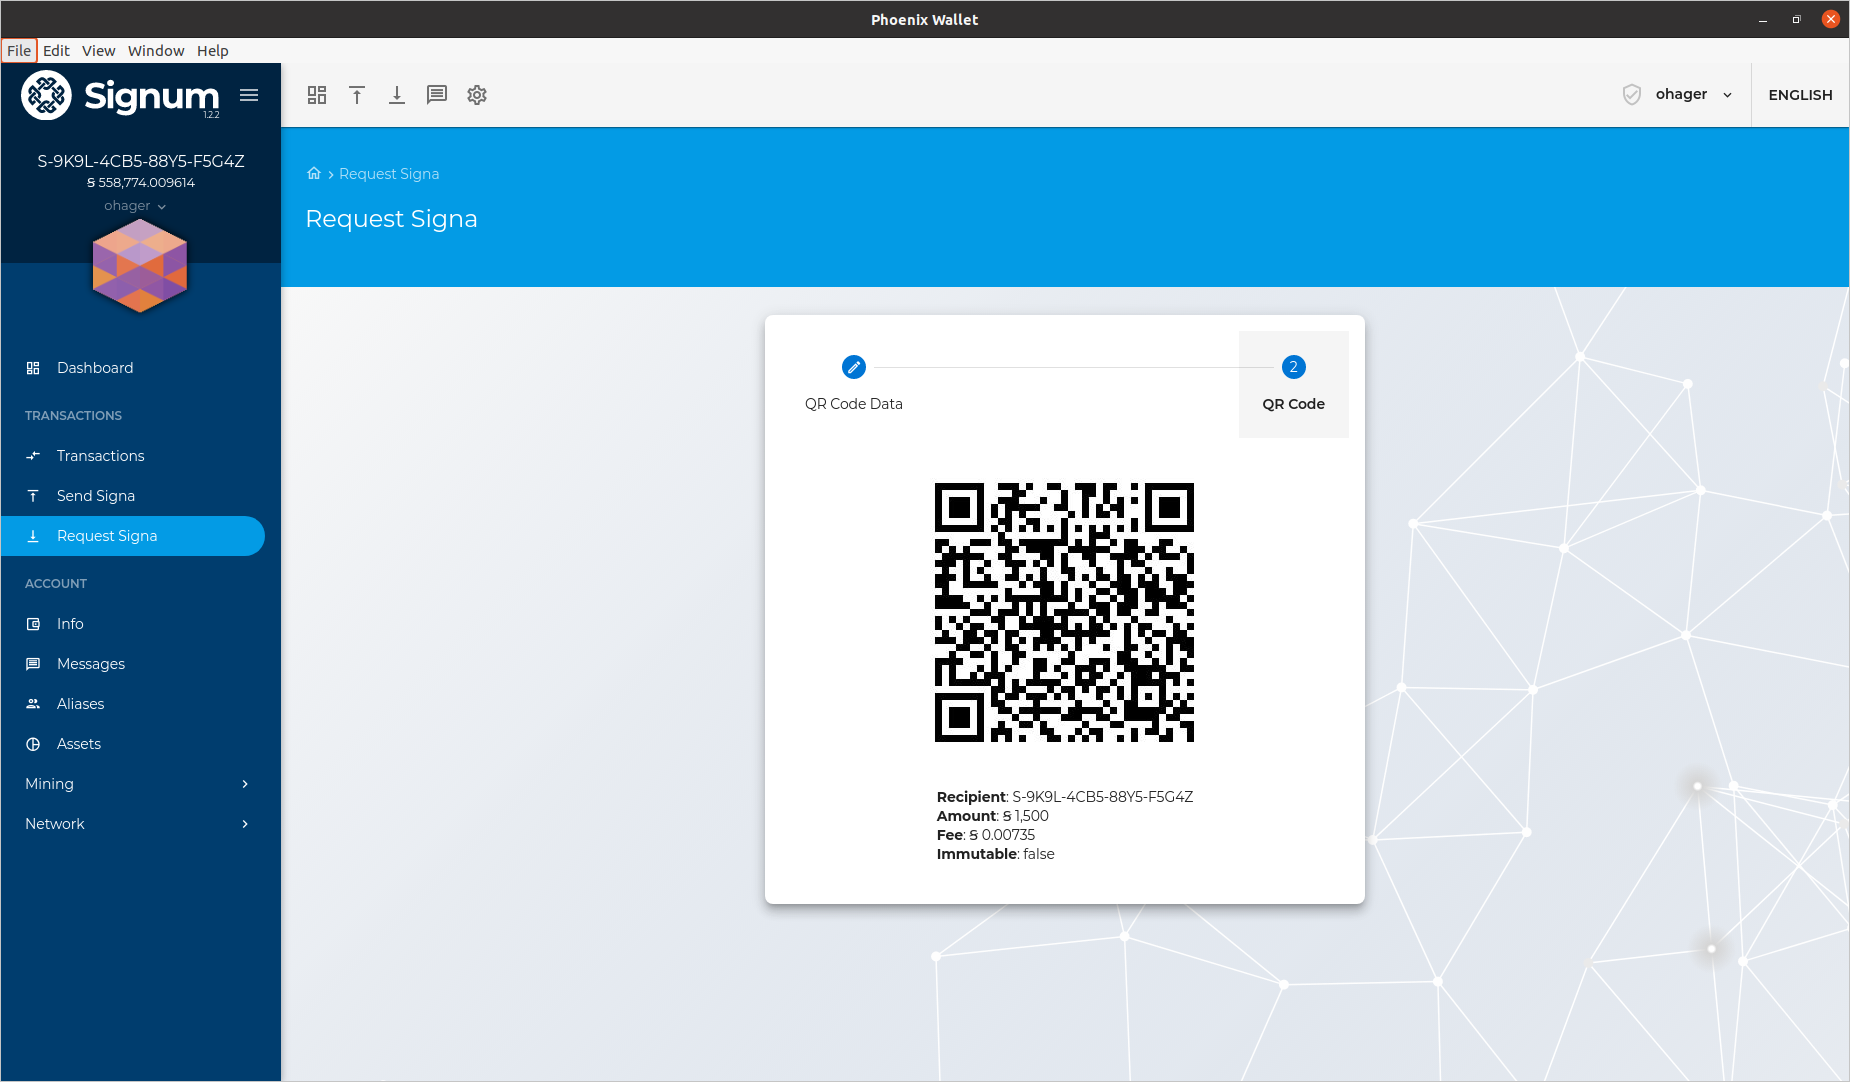 Phoenix Wallet
File Edit View Window Help
Signum
1.2.2
ohager
ENGLISH
S-9K9L-4CB5-88Y5-F5G4Z
Ꞩ 558,774.009614
ohager
Request Signa
Request Signa
Dashboard
TRANSACTIONS
Transactions
Send Signa
Request Signa
ACCOUNT
Info
Messages
Aliases
Assets
Mining
Network
2
QR Code Data
QR Code
Recipient: S-9K9L-4CB5-88Y5-F5G4Z
Amount: Ꞩ 1,500
Fee: Ꞩ 0.00735
Immutable: false